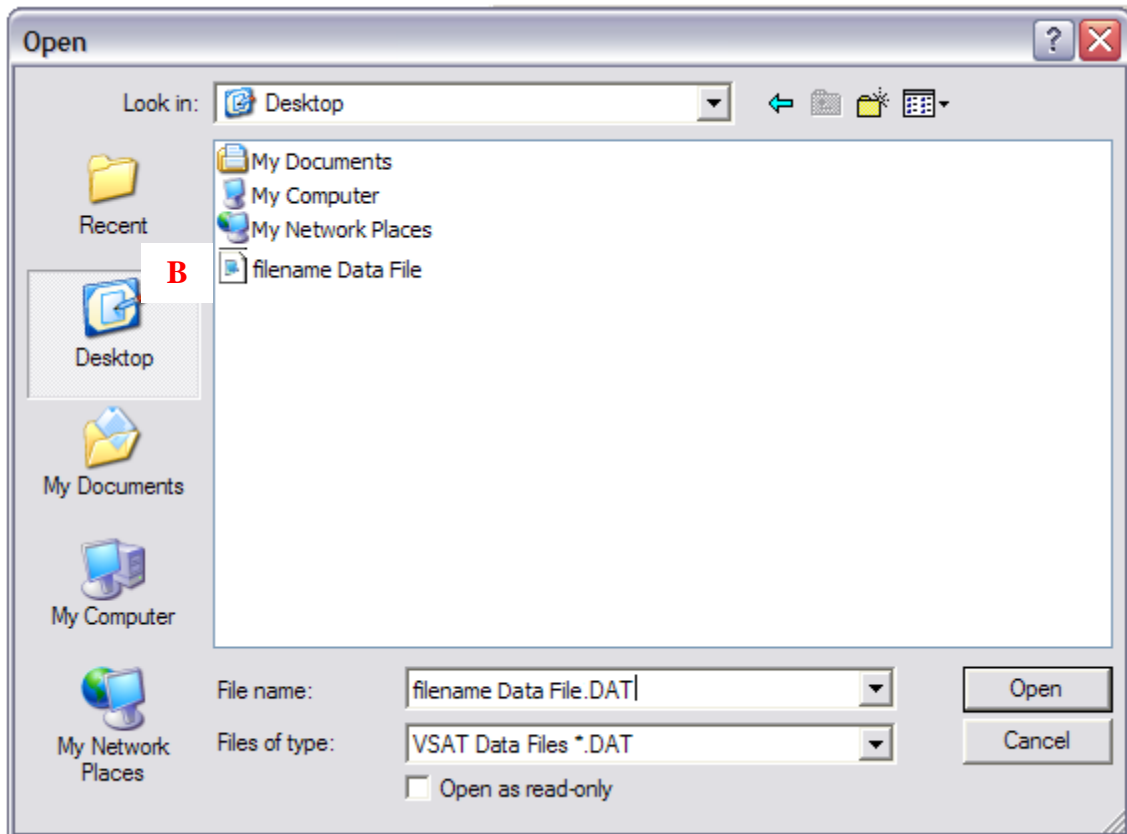 Open
Look in: Desktop
My Documents
My Computer
My Network Places
filename Data File
Recent
B
Desktop
My Documents
My Computer
My Network
Places
File name: filename Data File.DAT Open
Files of type: VSAT Data Files *.DAT Cancel
Open as read-only